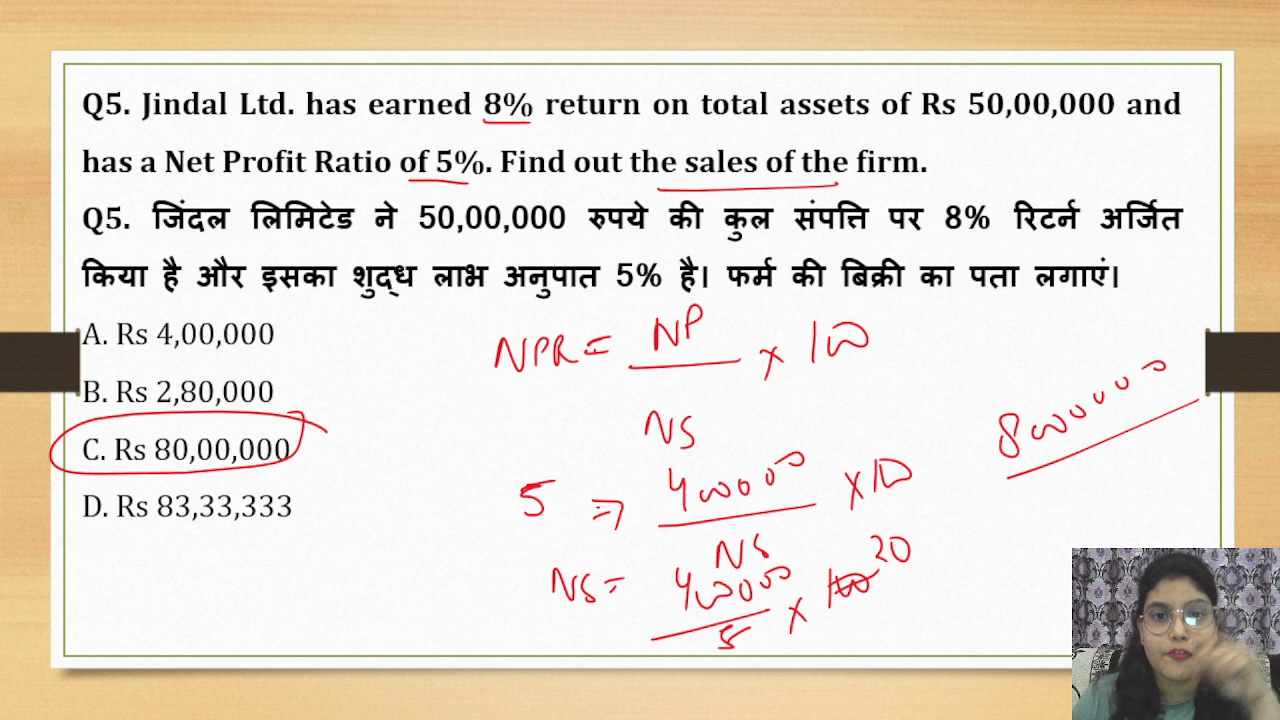 Q5. Jindal Ltd. has earned 8% return on total assets of Rs 50,00,000 and
has a Net Profit Ratio of 5%. Find out the sales of the firm.
Q5. जिंदल लिमिटेड ने 50,00,000 रुपये की कुल संपत्ति पर 8% रिटर्न अर्जित
किया है और इसका शुद्ध लाभ अनुपात 5% है। फर्म की बिक्री का पता लगाएं।
A. Rs 4,00,000
B. Rs 2,80,000
C. Rs 80,00,000
D. Rs 83,33,333
NPR = NP × 100
NS
5 ⇒ 400000 × 100
NS
NS = 400000 × 100 20
5
8000000